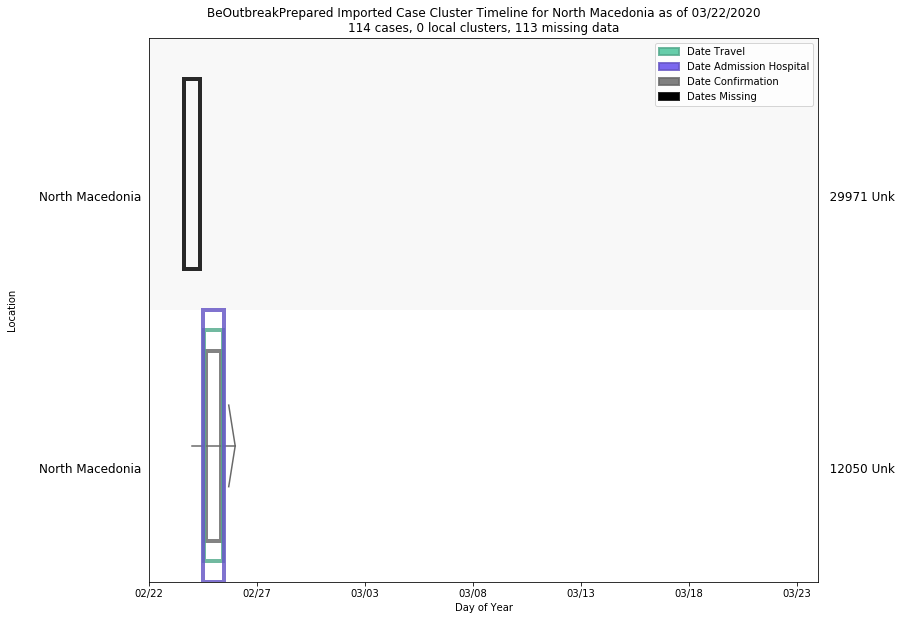 BeOutbreakPrepared Imported Case Cluster Timeline for North Macedonia as of 03/22/2020
114 cases, 0 local clusters, 113 missing data
Date Travel
Date Admission Hospital
Date Confirmation
Dates Missing
North Macedonia
29971 Unk
Location
North Macedonia
12050 Unk
02/22
02/27
03/03
03/08
03/13
03/18
03/23
Day of Year